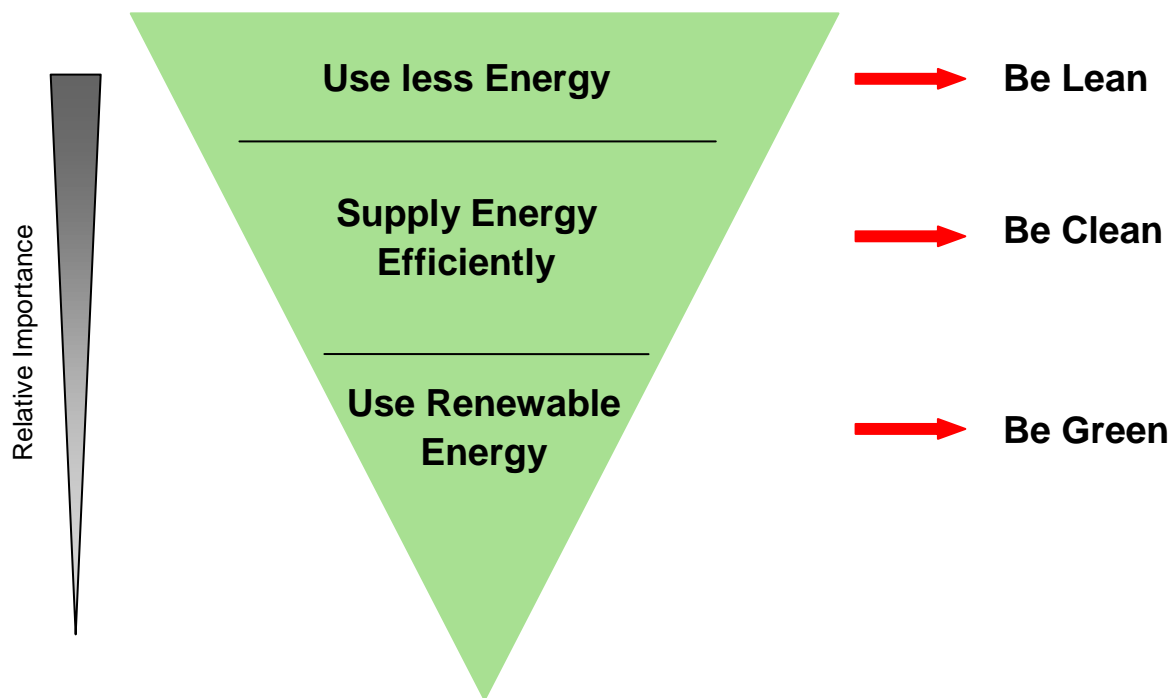 Use less Energy
Be Lean
Supply Energy
Efficiently
Be Clean
Use Renewable
Energy
Be Green
Relative Importance